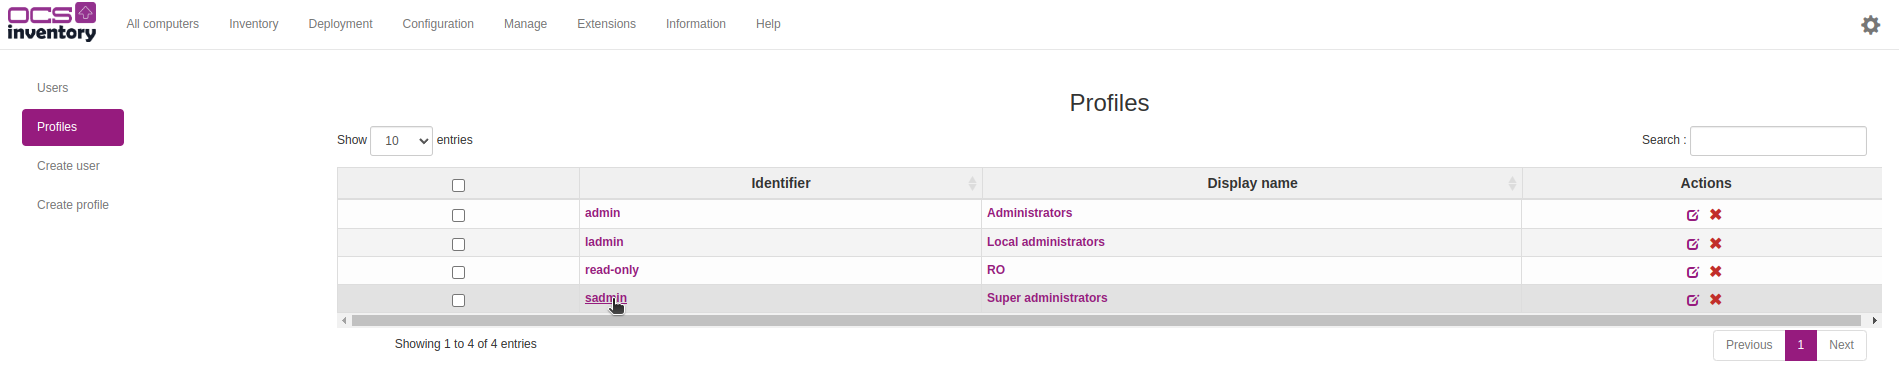 OCS inventory
All computers Inventory Deployment Configuration Manage Extensions Information Help
Users
Profiles
Create user
Create profile
Profiles
Show 10 entries Search :
Identifier Display name Actions
admin Administrators
ladmin Local administrators
read-only RO
sadmin Super administrators
Showing 1 to 4 of 4 entries Previous 1 Next